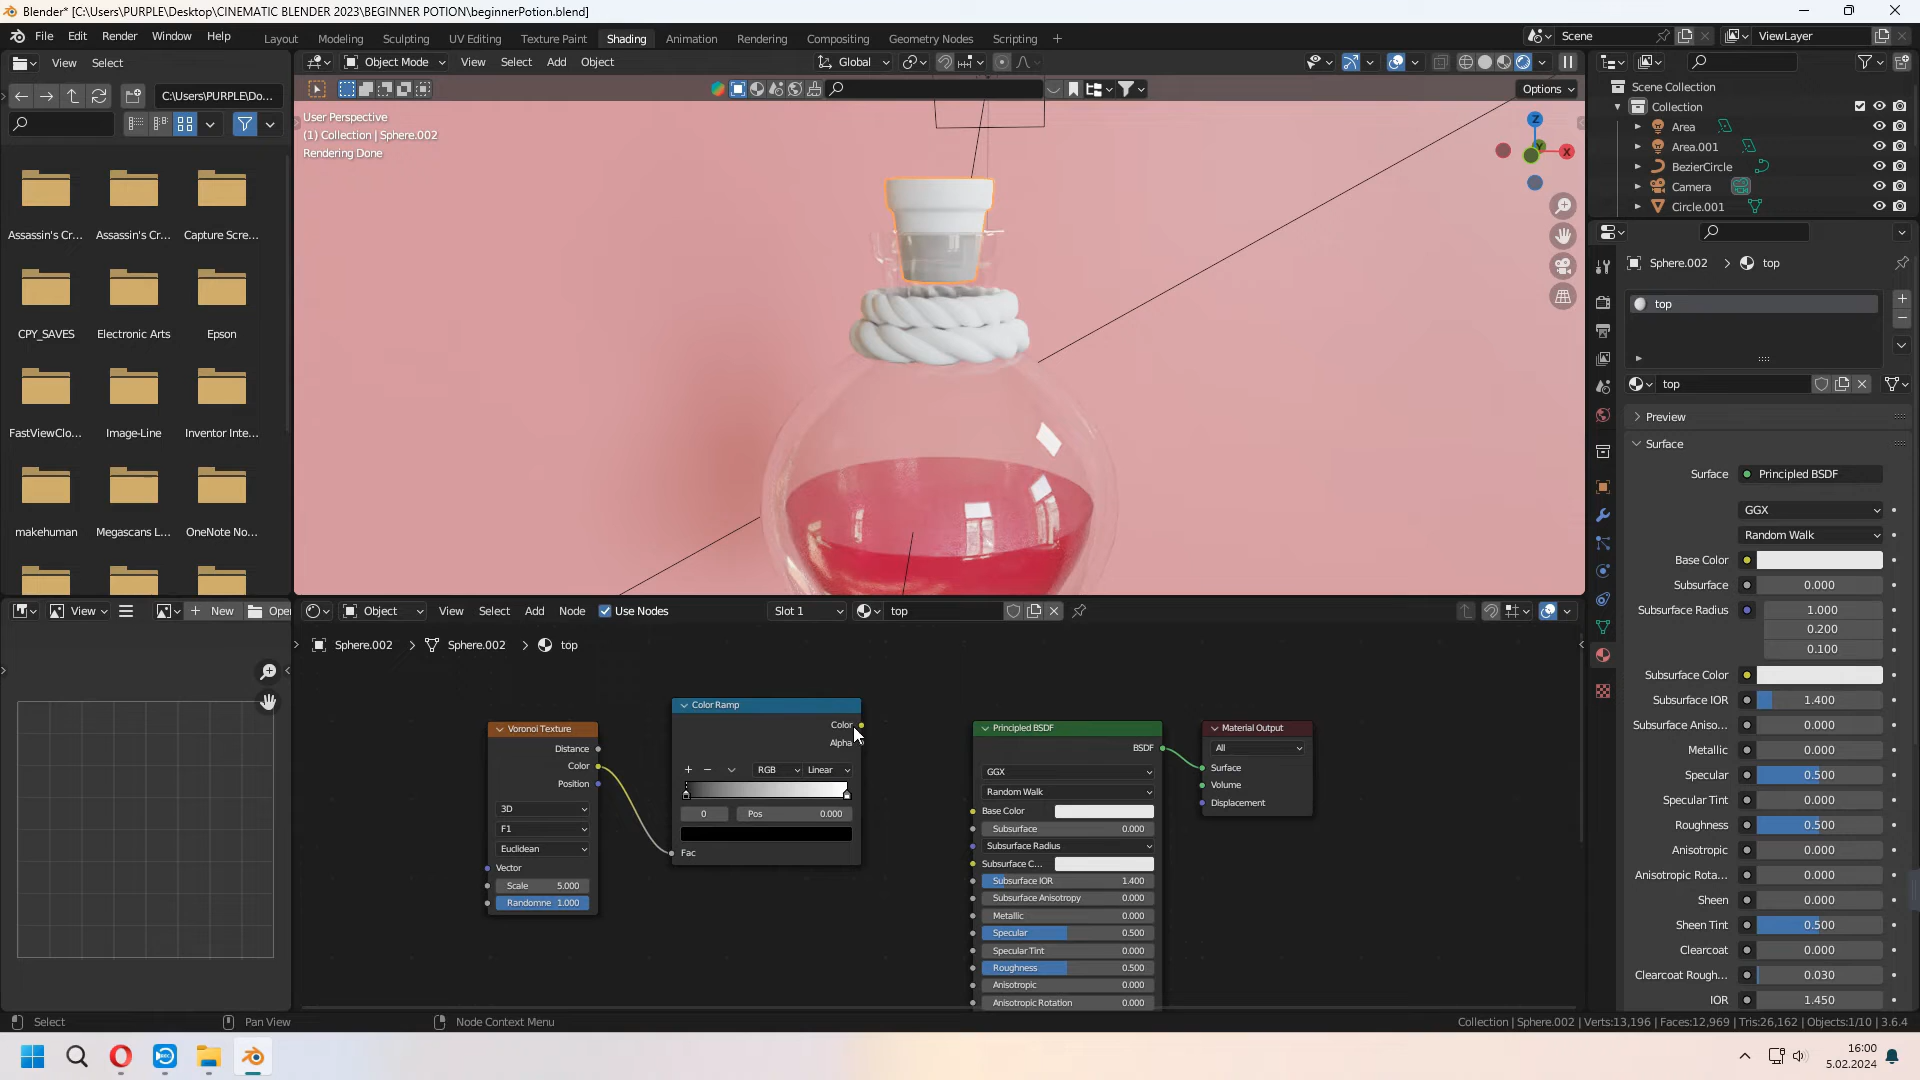 Blender* [C:\Users\PURPLE\Desktop\CINEMATIC BLENDER 2023\BEGINNER POTION\beginnerPotion.blend]
File Edit Render Window Help Layout Modeling Sculpting UV Editing Texture Paint Shading Animation Rendering Compositing Geometry Nodes Scripting + Scene ViewLayer
View Select Object Mode View Select Add Object Global
C:\Users\PURPLE\Do... Options
User Perspective
(1) Collection | Sphere.002
Rendering Done
Z
Y
X
Assassin's Cr... Assassin's Cr... Capture Scre...
CPY_SAVES Electronic Arts Epson
FastViewClo... Image-Line Inventor Inte...
makehuman Megascans L... OneNote No...
Scene Collection
Collection
Area
Area.001
BezierCircle
Camera
Circle.001
Sphere.002 > top
top
top
Preview
Surface
Surface Principled BSDF
GGX
Random Walk
Base Color
Subsurface 0.000
Subsurface Radius 1.000
0.200
0.100
Subsurface Color
Subsurface IOR 1.400
Subsurface Aniso... 0.000
Metallic 0.000
Specular 0.500
Specular Tint 0.000
Roughness 0.500
Anisotropic 0.000
Anisotropic Rota... 0.000
Sheen 0.000
Sheen Tint 0.500
Clearcoat 0.000
Clearcoat Rough... 0.030
IOR 1.450
View + New Open Object View Select Add Node Use Nodes Slot 1 top
Sphere.002 > Sphere.002 > top
Voronoi Texture
Distance
Color
Position
3D
F1
Euclidean
Vector
Scale 5.000
Randomne 1.000
Color Ramp
Color
Alpha
+ − RGB Linear
0 Pos 0.000
Fac
Principled BSDF
BSDF
GGX
Random Walk
Base Color
Subsurface 0.000
Subsurface Radius
Subsurface C...
Subsurface IOR 1.400
Subsurface Anisotropy 0.000
Metallic 0.000
Specular 0.500
Specular Tint 0.000
Roughness 0.500
Anisotropic 0.000
Anisotropic Rotation 0.000
Material Output
All
Surface
Volume
Displacement
Select Pan View Node Context Menu Collection | Sphere.002 | Verts:13,196 | Faces:12,969 | Tris:26,162 | Objects:1/10 | 3.6.4
REC
16:00
5.02.2024